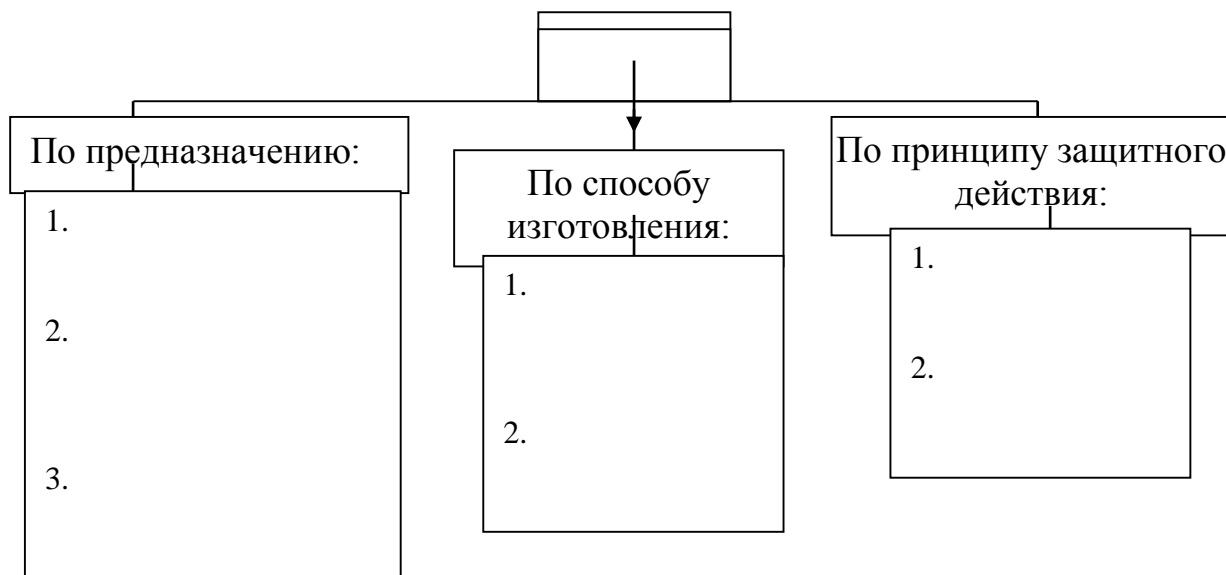 По предназначению:
1.
2.
3.
По способу
изготовления:
1.
2.
По принципу защитного
действия:
1.
2.